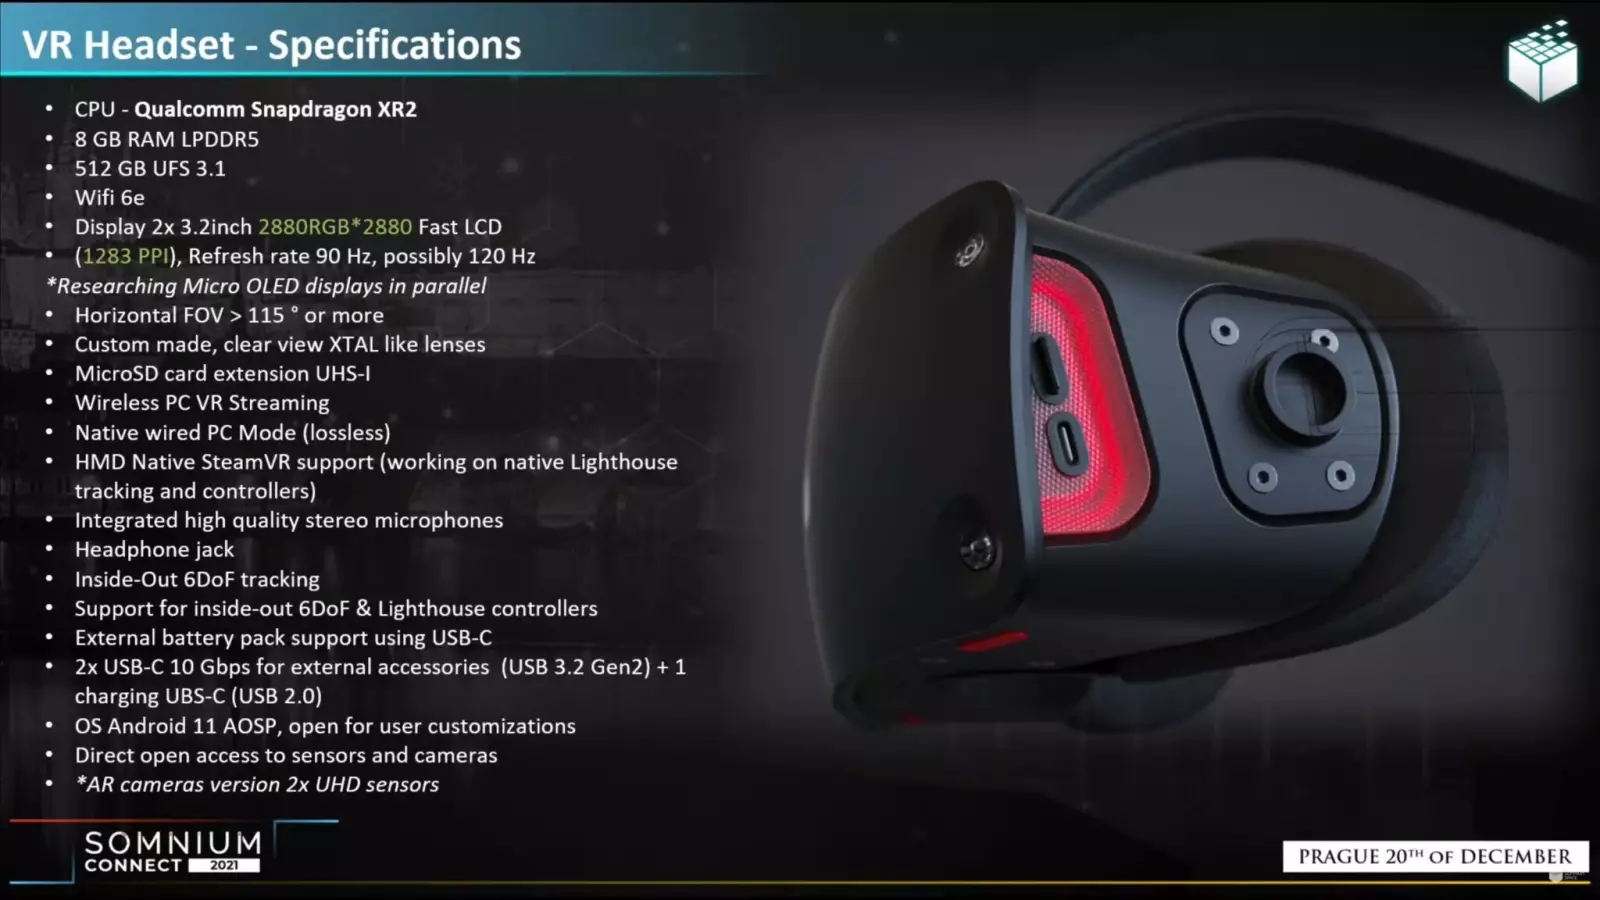 VR Headset - Specifications
• CPU - Qualcomm Snapdragon XR2
• 8 GB RAM LPDDR5
• 512 GB UFS 3.1
• Wifi 6e
• Display 2x 3.2inch 2880RGB*2880 Fast LCD
• (1283 PPI), Refresh rate 90 Hz, possibly 120 Hz
*Researching Micro OLED displays in parallel
• Horizontal FOV > 115 ° or more
• Custom made, clear view XTAL like lenses
• MicroSD card extension UHS-I
• Wireless PC VR Streaming
• Native wired PC Mode (lossless)
• HMD Native SteamVR support (working on native Lighthouse
tracking and controllers)
• Integrated high quality stereo microphones
• Headphone jack
• Inside-Out 6DoF tracking
• Support for inside-out 6DoF & Lighthouse controllers
• External battery pack support using USB-C
• 2x USB-C 10 Gbps for external accessories (USB 3.2 Gen2) + 1
charging UBS-C (USB 2.0)
• OS Android 11 AOSP, open for user customizations
• Direct open access to sensors and cameras
• *AR cameras version 2x UHD sensors
SOMNIUM
CONNECT 2021
PRAGUE 20TH OF DECEMBER